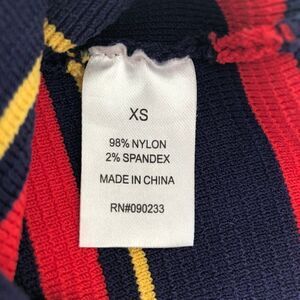 XS
98% NYLON
2% SPANDEX
MADE IN CHINA
RN#090233